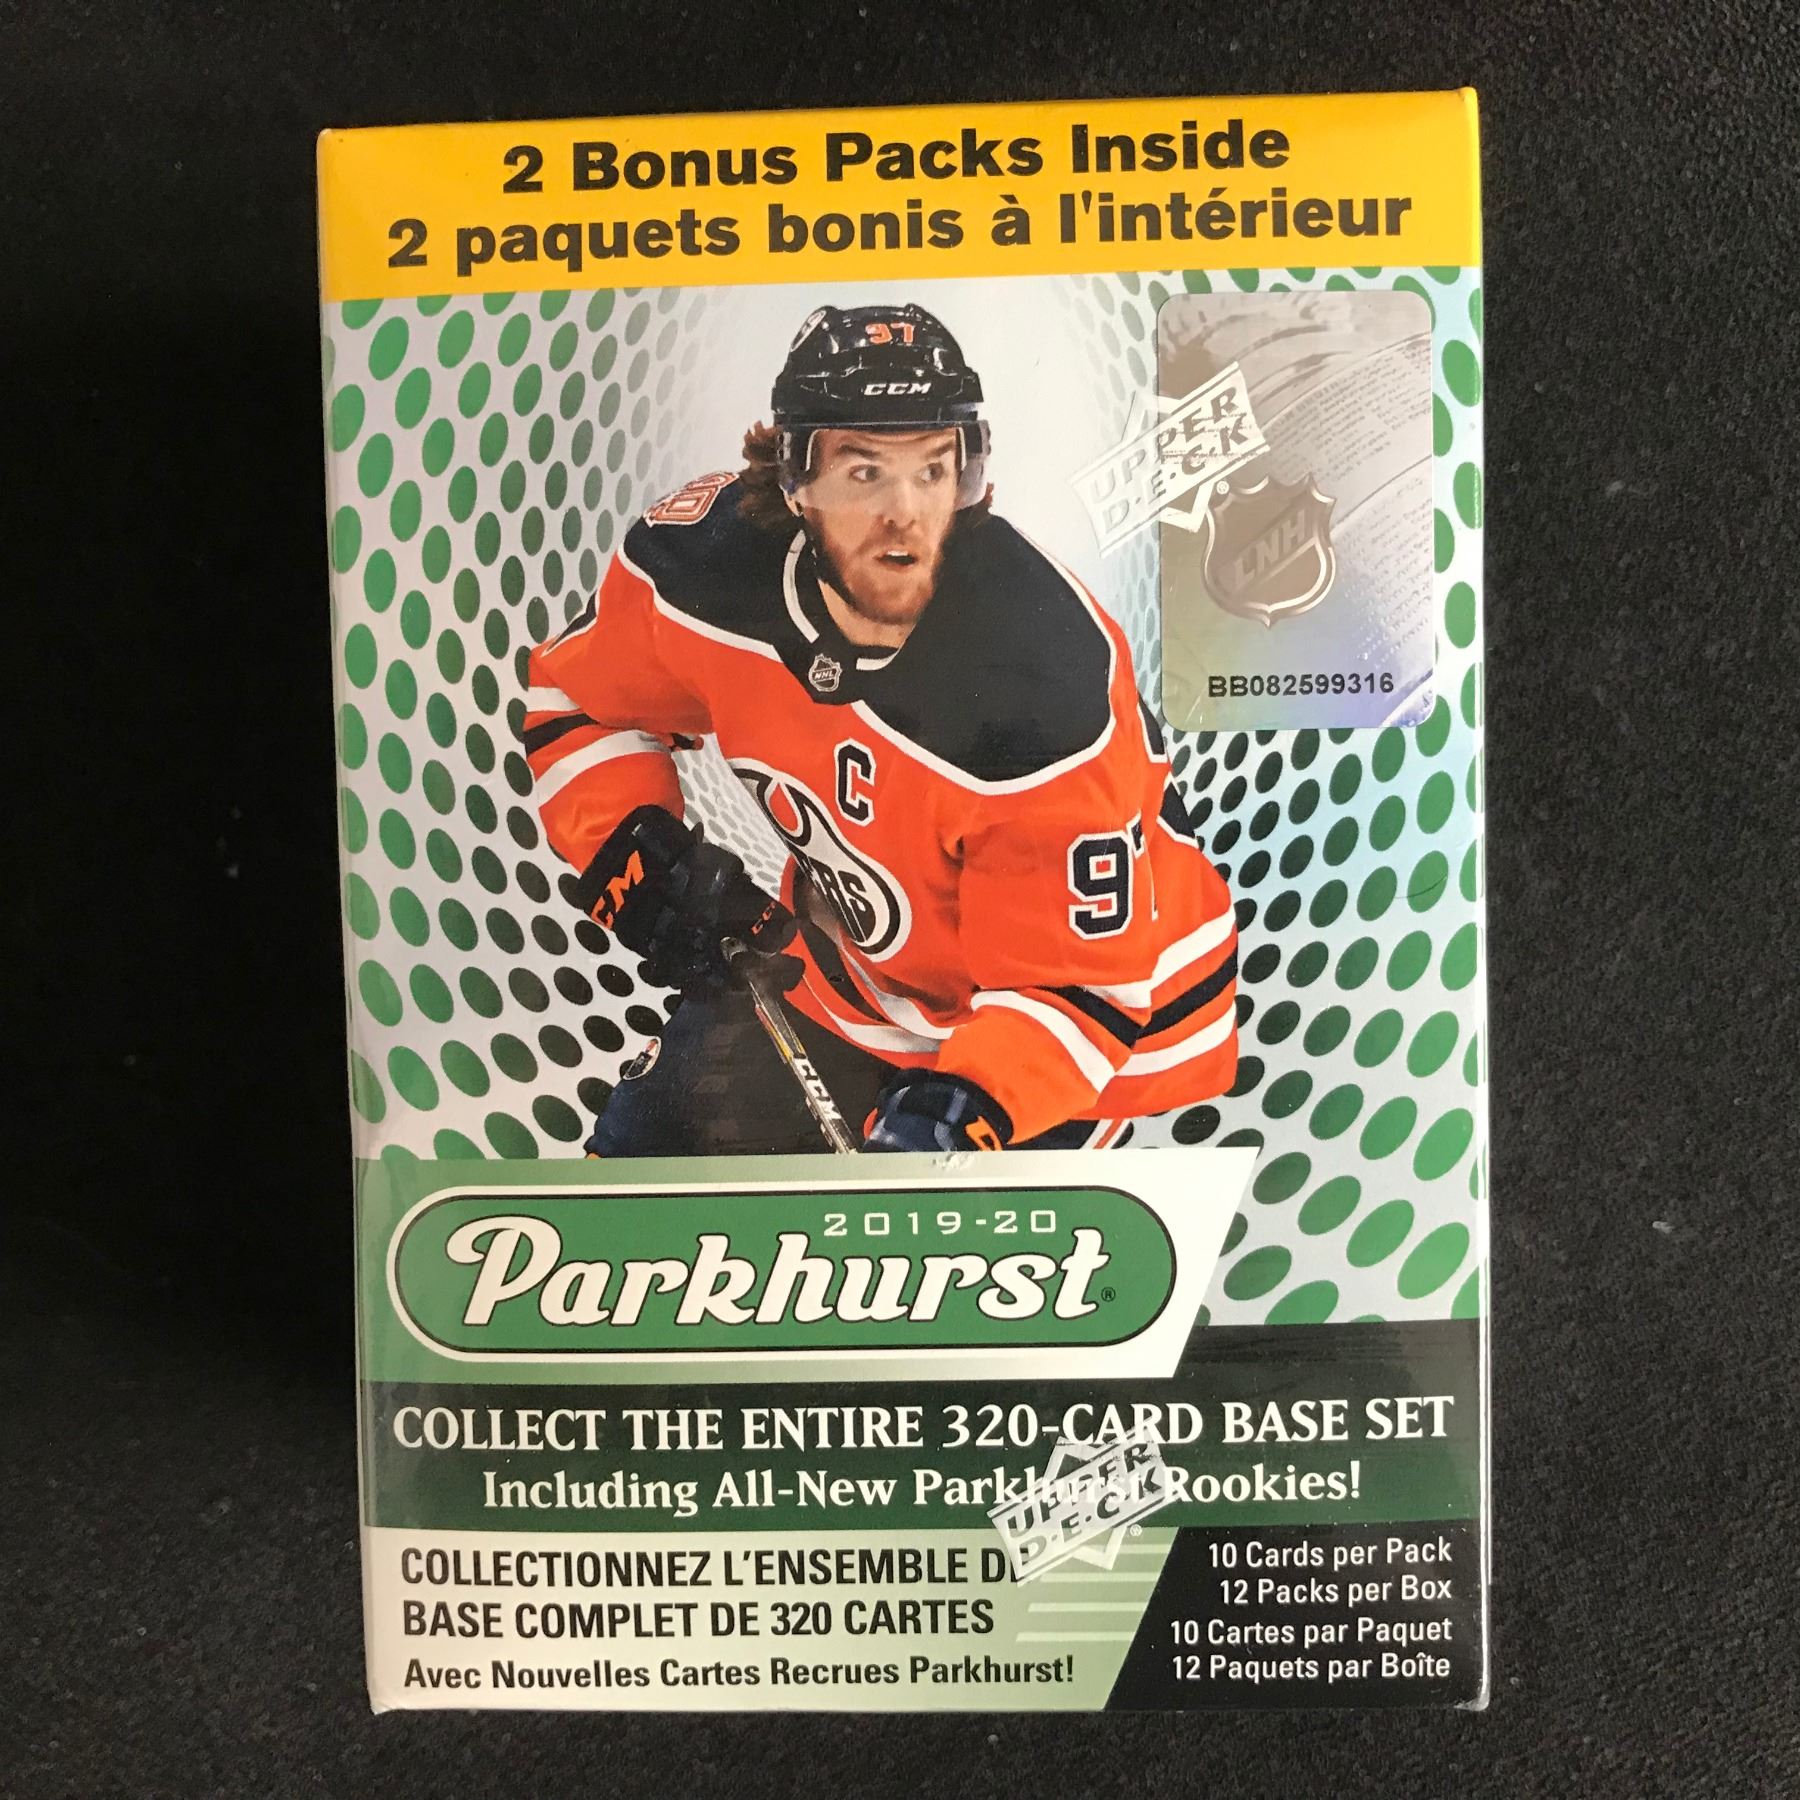 2 Bonus Packs Inside
2 paquets bonis à l'intérieur
97
CCM
UPPER
D·E·C·K
®
LNH
BB082599316
NHL
C
97
CCM
CCM
2019-20
Parkhurst®
COLLECT THE ENTIRE 320-CARD BASE SET
Including All-New Parkhurst Rookies!
UPPER
D·E·C·K
®
COLLECTIONNEZ L'ENSEMBLE DE
BASE COMPLET DE 320 CARTES
Avec Nouvelles Cartes Recrues Parkhurst!
10 Cards per Pack
12 Packs per Box
10 Cartes par Paquet
12 Paquets par Boîte